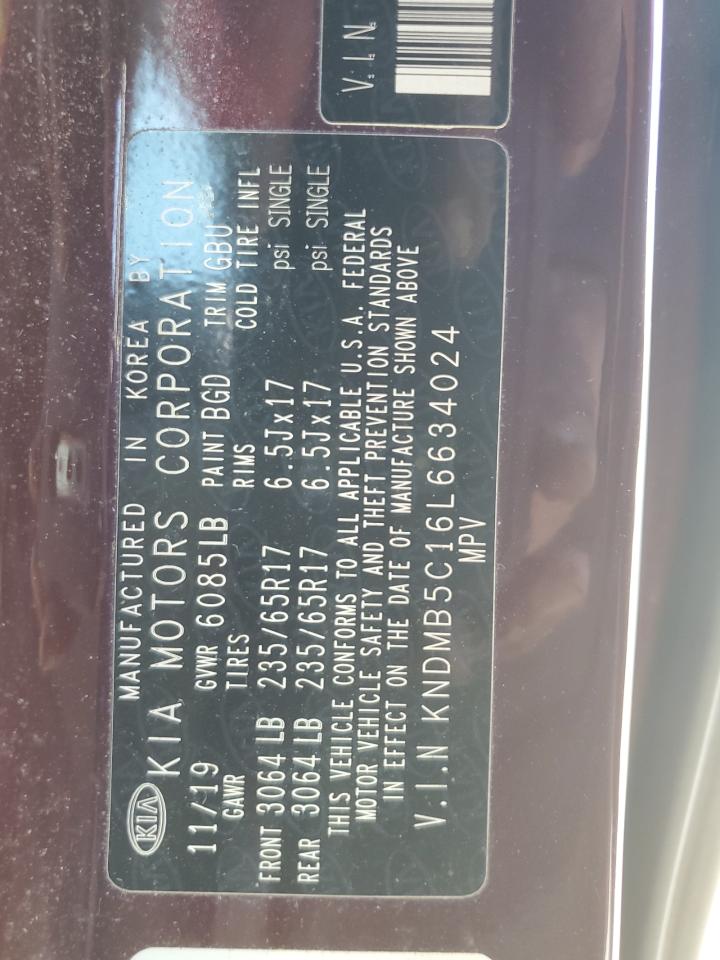 V.I.N.
KIA
MANUFACTURED IN KOREA BY
KIA MOTORS CORPORATION
11/19 GVWR 6085LB PAINT BGD TRIM GBU
GAWR TIRES RIMS COLD TIRE INFL
FRONT 3064 LB 235/65R17 6.5Jx17 psi SINGLE
REAR 3064 LB 235/65R17 6.5Jx17 psi SINGLE
THIS VEHICLE CONFORMS TO ALL APPLICABLE U.S.A. FEDERAL
MOTOR VEHICLE SAFETY AND THEFT PREVENTION STANDARDS
IN EFFECT ON THE DATE OF MANUFACTURE SHOWN ABOVE
V.I.N KNDMB5C16L6634024
MPV